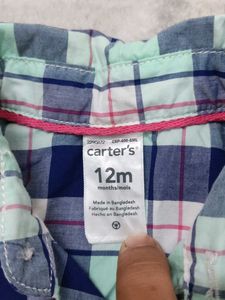 carter's
12m
months/mois
Made in Bangladesh
Fabriqué au Bangladesh
Hecho en Bangladesh